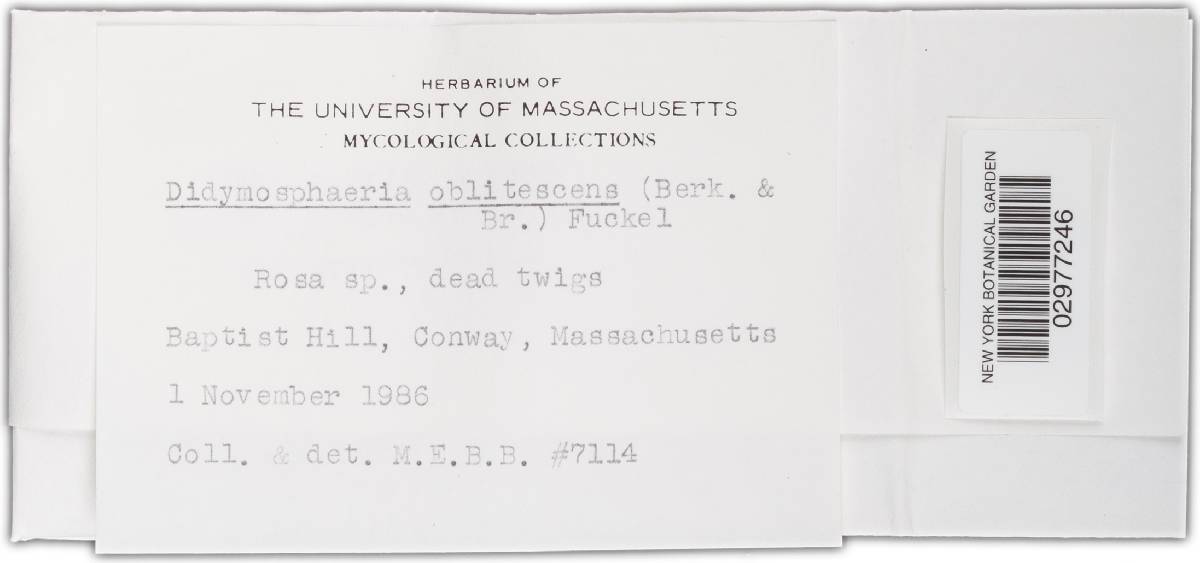 HERBARIUM OF
THE UNIVERSITY OF MASSACHUSETTS
MYCOLOGICAL COLLECTIONS
Didymosphaeria oblitescens (Berk. &
Br.) Fuckel
Rosa sp., dead twigs
Baptist Hill, Conway, Massachusetts
1 November 1986
Coll. & det. M.E.B.B. #7114
NEW YORK BOTANICAL GARDEN
02977246